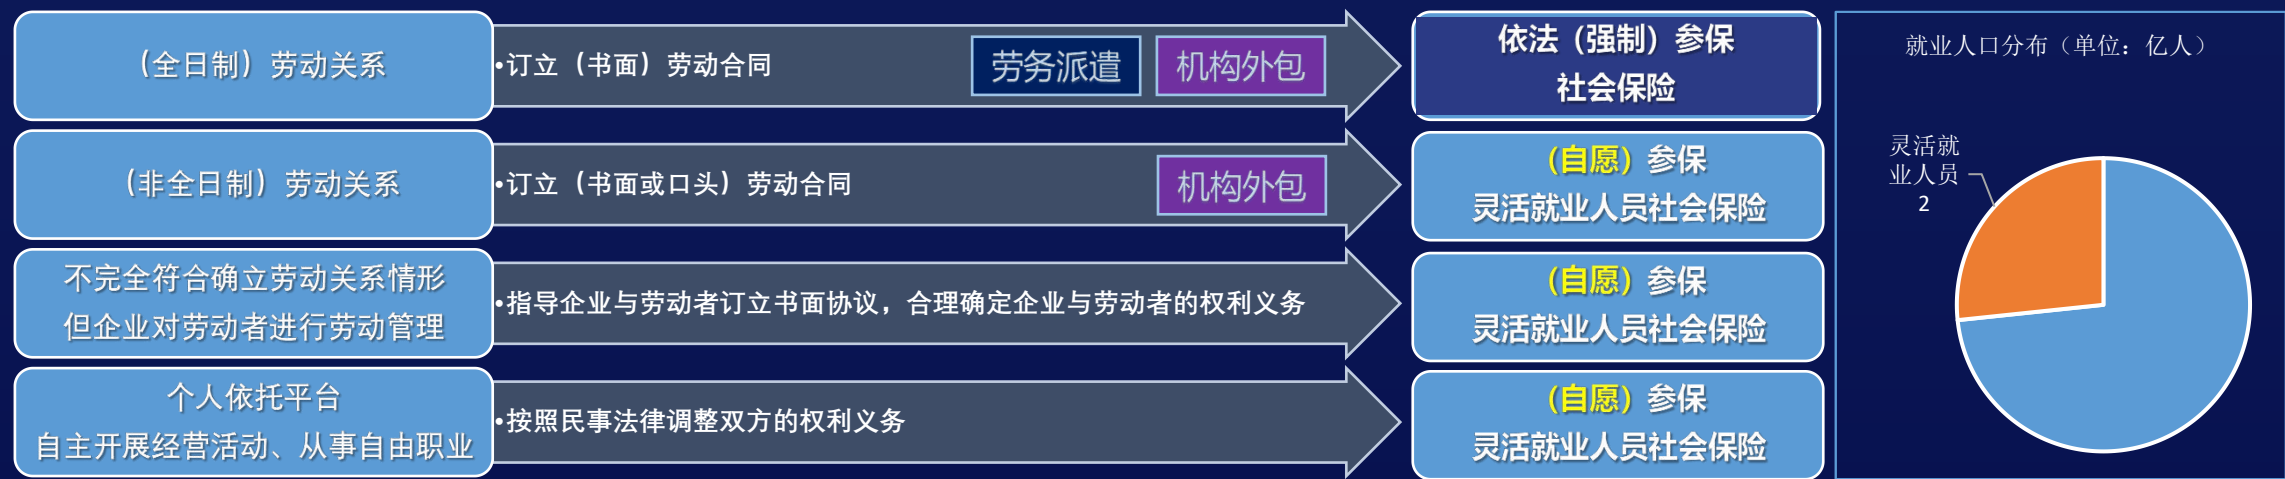 （全日制）劳动关系
•订立（书面）劳动合同
劳务派遣
机构外包
依法（强制）参保
社会保险
（非全日制）劳动关系
•订立（书面或口头）劳动合同
机构外包
（自愿）参保
灵活就业人员社会保险
不完全符合确立劳动关系情形
但企业对劳动者进行劳动管理
•指导企业与劳动者订立书面协议，合理确定企业与劳动者的权利义务
（自愿）参保
灵活就业人员社会保险
个人依托平台
自主开展经营活动、从事自由职业
•按照民事法律调整双方的权利义务
（自愿）参保
灵活就业人员社会保险
就业人口分布（单位：亿人）
灵活就
业人员
2